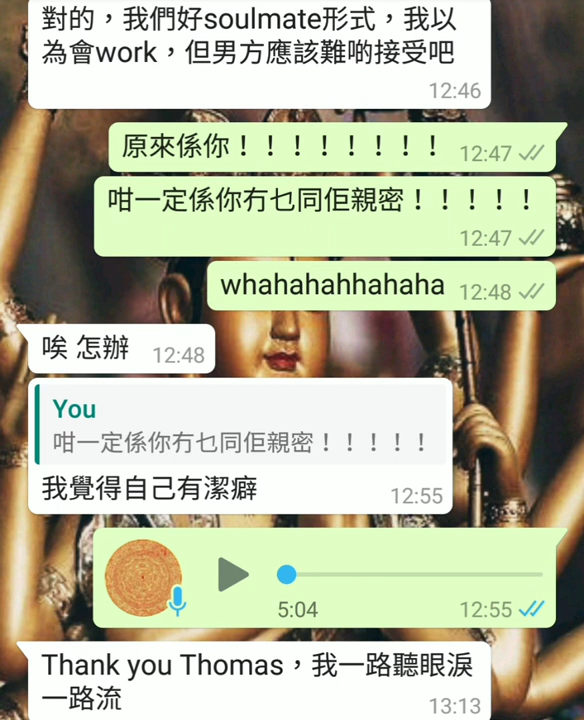 對的，我們好soulmate形式，我以
為會work，但男方應該難啲接受吧
12:46
原來係你！！！！！！！！
12:47
咁一定係你冇乜同佢親密！！！！！
12:47
whahahahhahaha
12:48
唉 怎辦
12:48
You
咁一定係你冇乜同佢親密！！！！！
我覺得自己有潔癖
12:55
5:04
12:55
Thank you Thomas，我一路聽眼淚
一路流
13:13